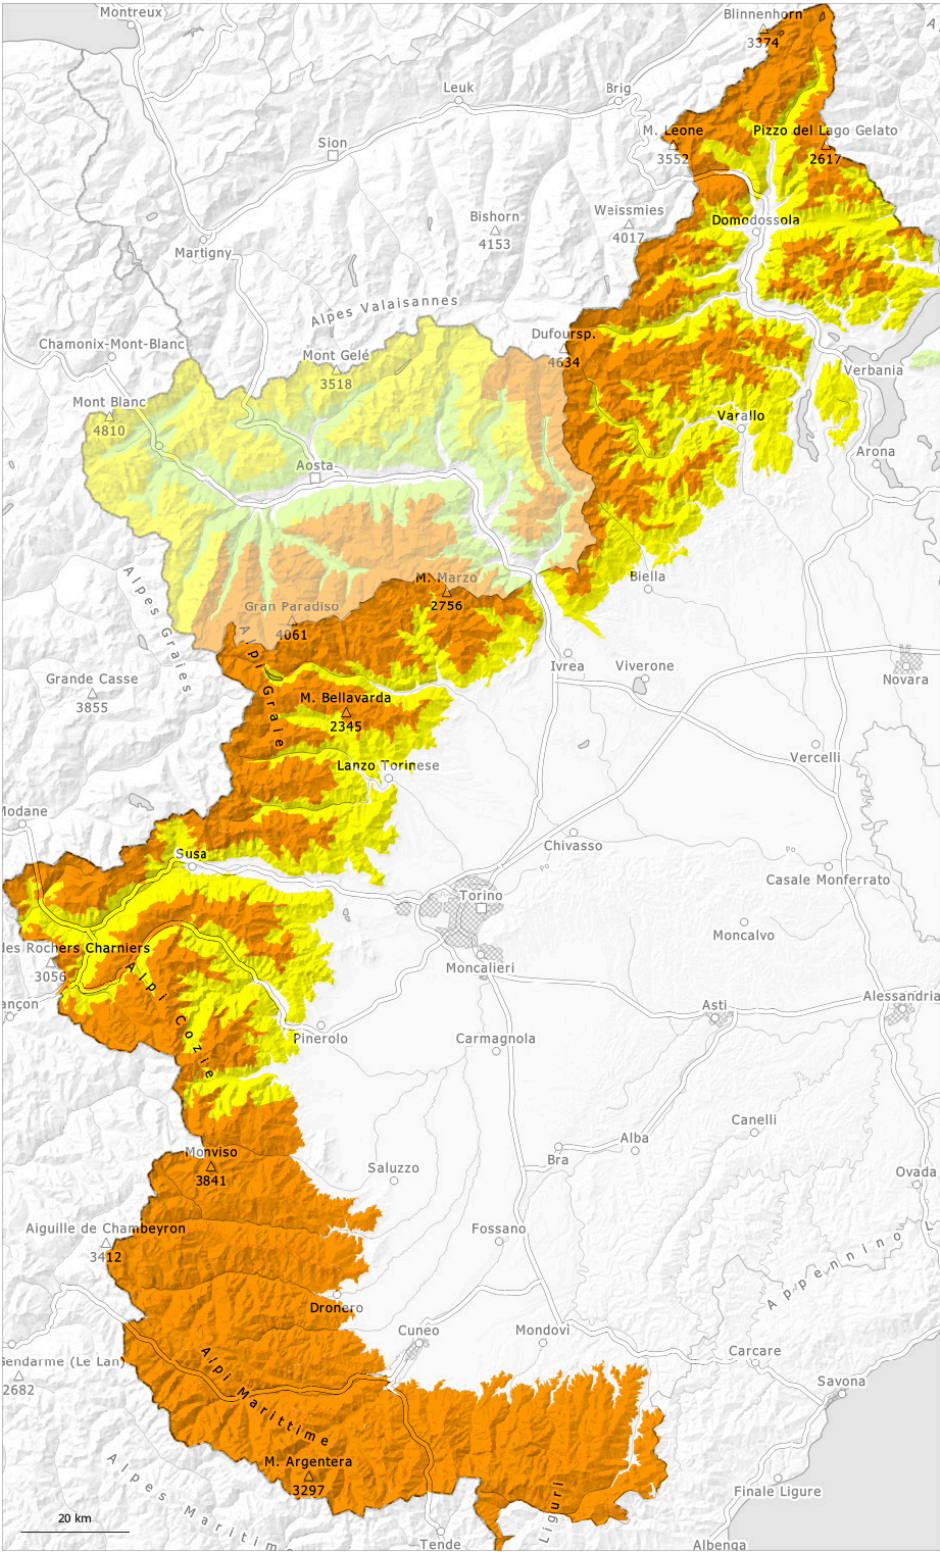 Montreux
Blinnenhorn
3374
Leuk
Brig
Sion
M. Leone
3552
Pizzo del Lago Gelato
2617
Bishorn
4153
Weissmies
4017
Domodossola
Martigny
Alpes Valaisannes
Chamonix-Mont-Blanc
Mont Gelé
3518
Dufoursp.
4634
Verbania
Mont Blanc
4810
Varallo
Aosta
Arona
M. Marzo
2756
Biella
Alpes Graies
Gran Paradiso
4061
Alpi Graie
Ivrea
Viverone
Novara
Grande Casse
3855
M. Bellavarda
2345
Lanzo Torinese
Vercelli
Modane
Chivasso
Po
Po
Susa
Casale Monferrato
Torino
Moncalvo
des Rochers Charniers
3056
Moncalieri
Alpi Cozie
ançon
Asti
Alessandria
Pinerolo
Carmagnola
Canelli
Alba
Bra
Monviso
3841
Saluzzo
Ovada
Aiguille de Chambeyron
3412
Fossano
Appennino L
Dronero
Cuneo
Mondovì
Carcare
Gendarme (Le Lan
2682
Savona
Alpi Marittime
M. Argentera
3297
Alpes Maritime
Liguri
Finale Ligure
20 km
Tende
Albenga